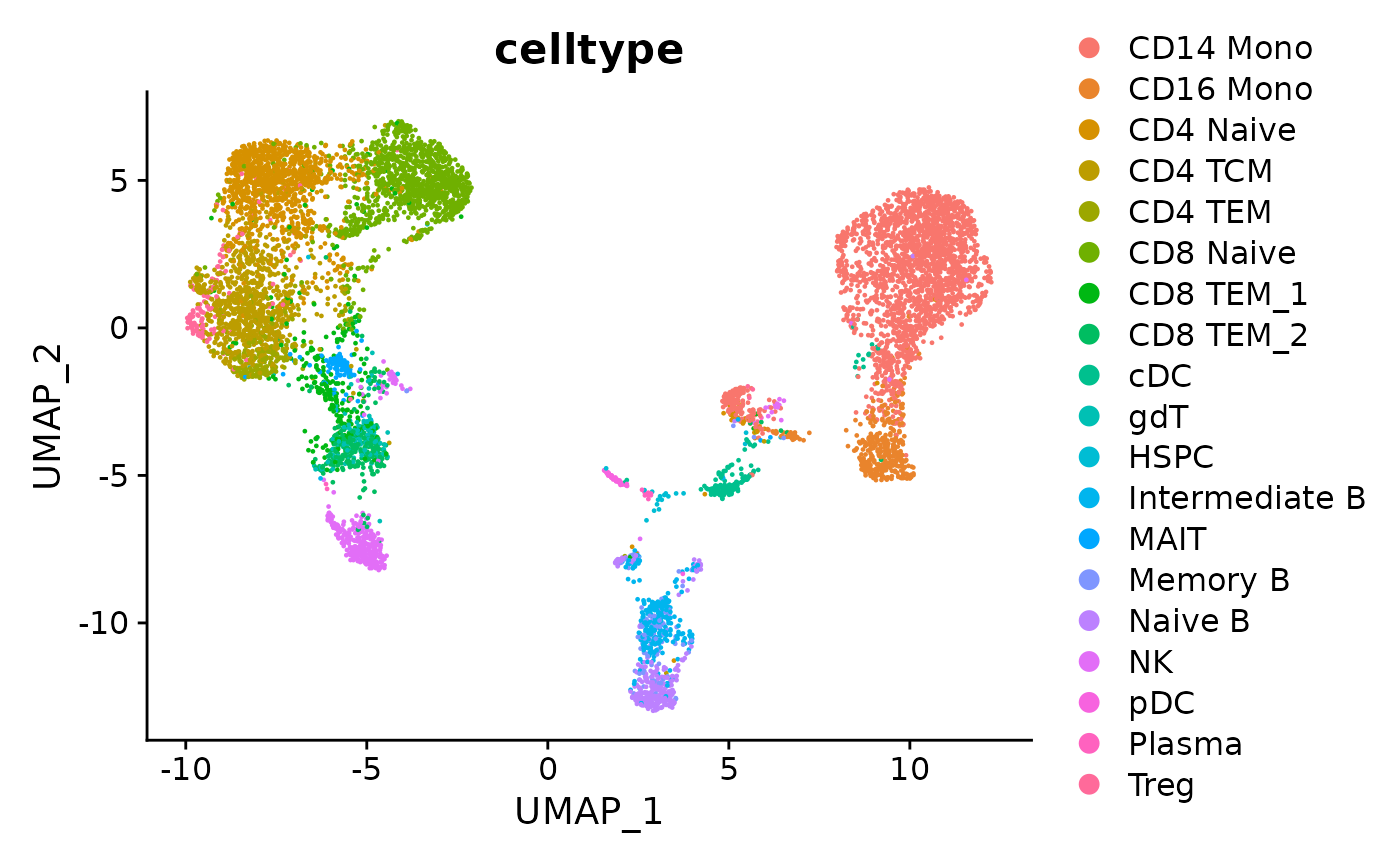 celltype
UMAP_2
5
0
-5
-10
-10
-5
0
5
10
UMAP_1
CD14 Mono
CD16 Mono
CD4 Naive
CD4 TCM
CD4 TEM
CD8 Naive
CD8 TEM_1
CD8 TEM_2
cDC
gdT
HSPC
Intermediate B
MAIT
Memory B
Naive B
NK
pDC
Plasma
Treg